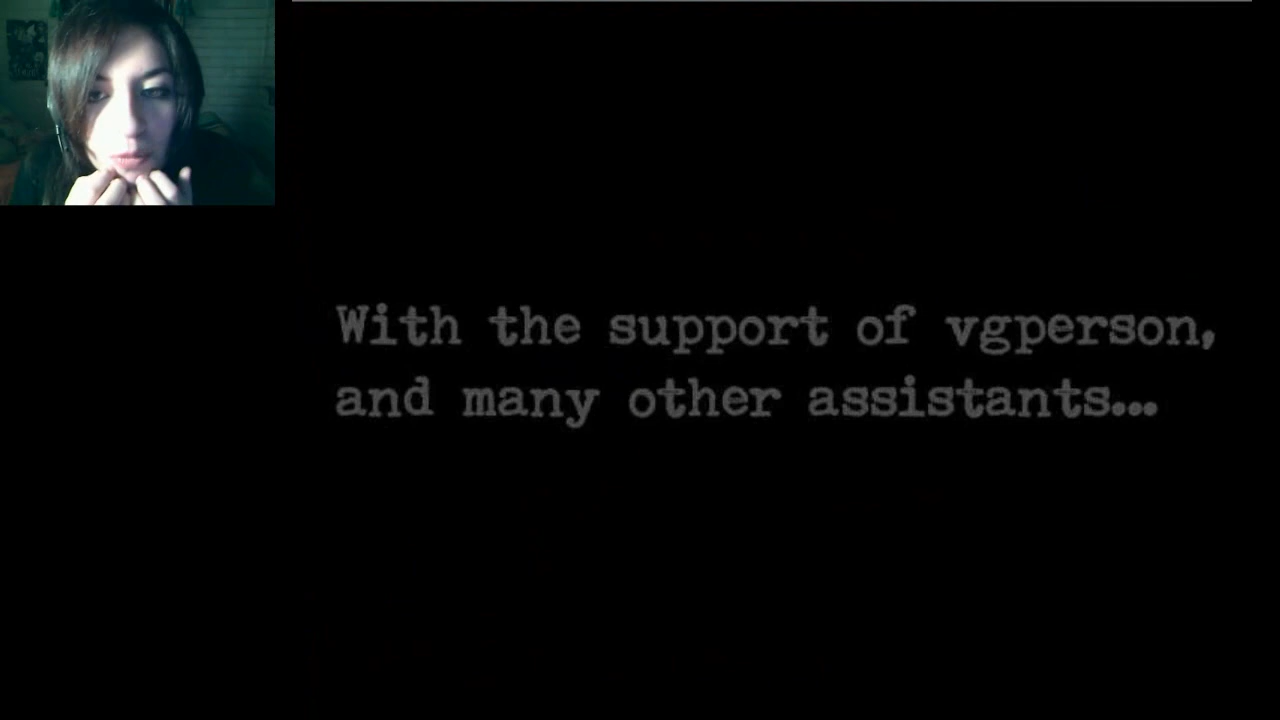 With the support of vgperson,
and many other assistants...